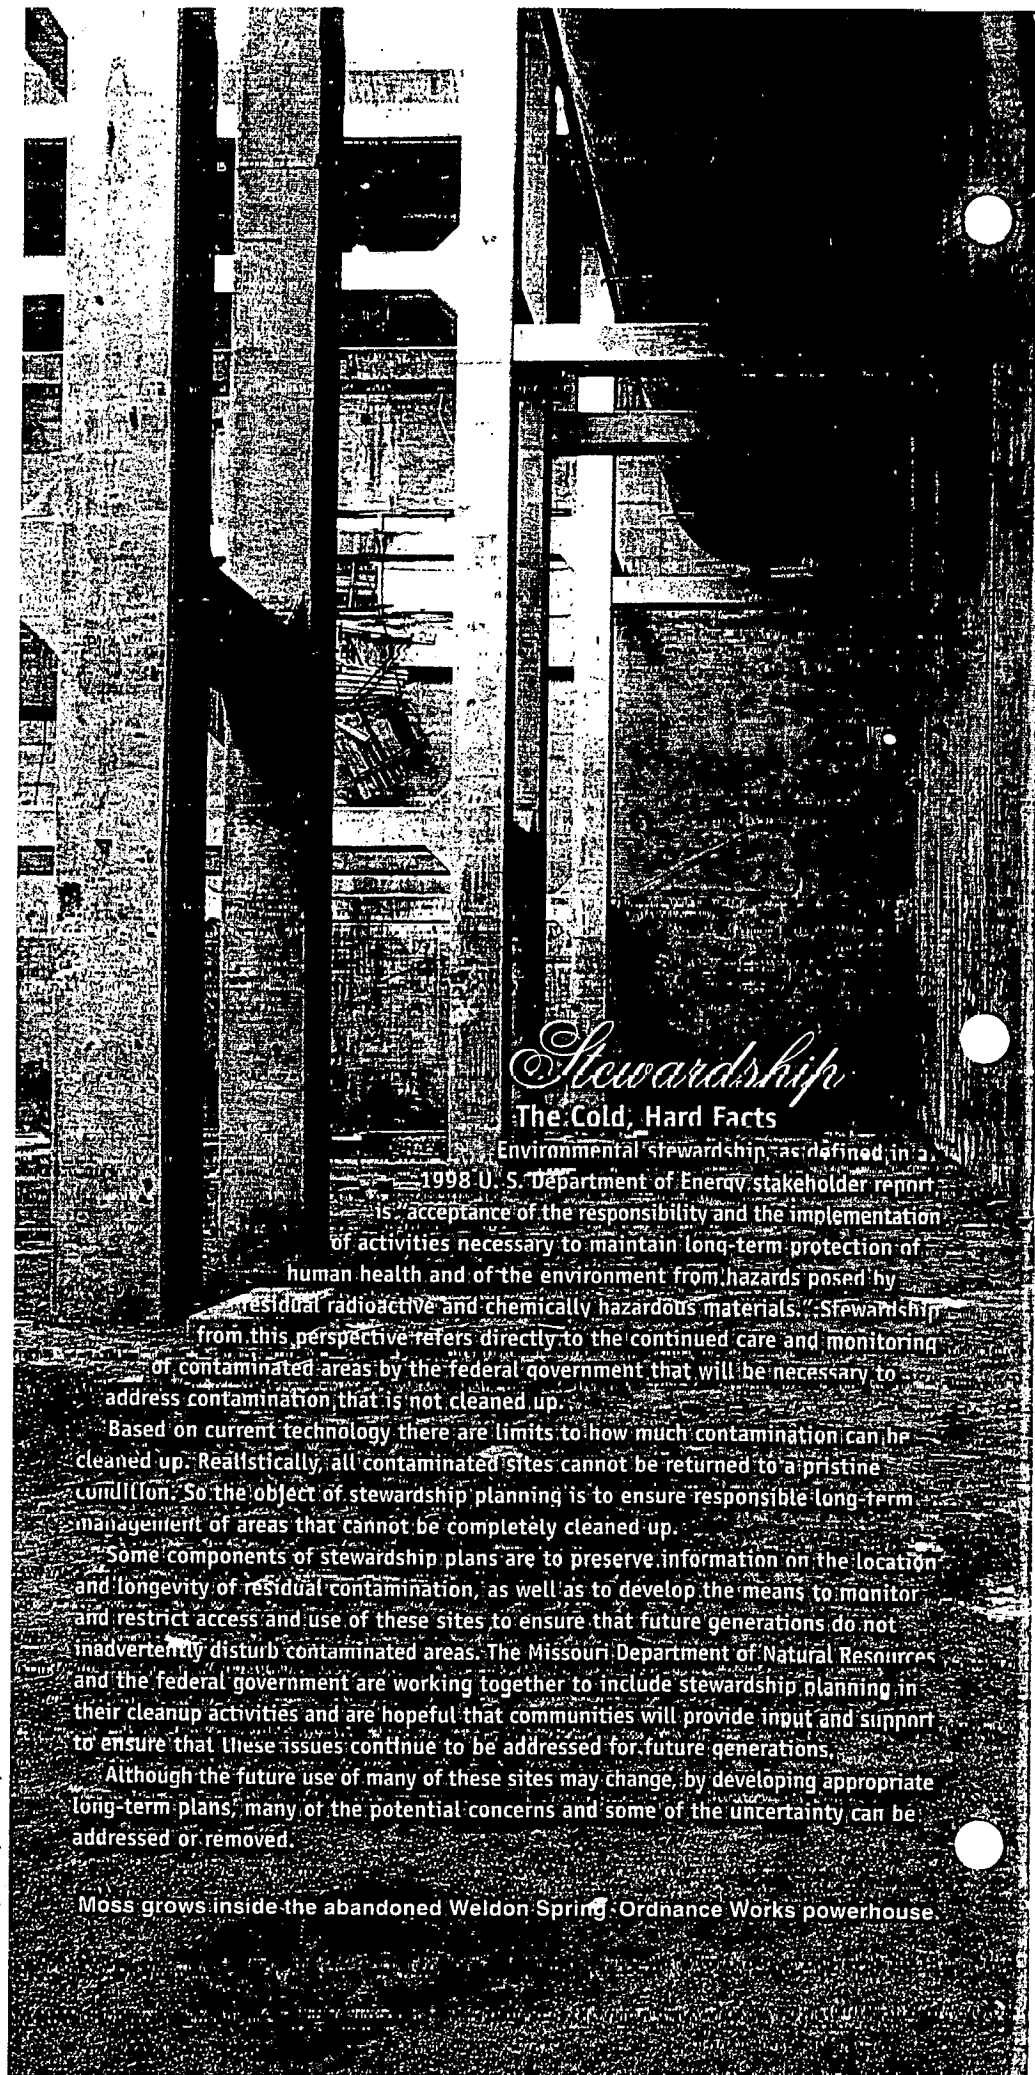 Stewardship
The Cold, Hard Facts
Environmental stewardship, as defined in a
1998 U. S. Department of Energy stakeholder report
is "acceptance of the responsibility and the implementation
of activities necessary to maintain long-term protection of
human health and of the environment from hazards posed by
residual radioactive and chemically hazardous materials." Stewardship
from this perspective refers directly to the continued care and monitoring
of contaminated areas by the federal government that will be necessary to
address contamination that is not cleaned up.
Based on current technology there are limits to how much contamination can be
cleaned up. Realistically, all contaminated sites cannot be returned to a pristine
condition. So the object of stewardship planning is to ensure responsible long-term
management of areas that cannot be completely cleaned up.
Some components of stewardship plans are to preserve information on the location
and longevity of residual contamination, as well as to develop the means to monitor
and restrict access and use of these sites to ensure that future generations do not
inadvertently disturb contaminated areas. The Missouri Department of Natural Resources
and the federal government are working together to include stewardship planning in
their cleanup activities and are hopeful that communities will provide input and support
to ensure that these issues continue to be addressed for future generations.
Although the future use of many of these sites may change, by developing appropriate
long-term plans, many of the potential concerns and some of the uncertainty can be
addressed or removed.
Moss grows inside the abandoned Weldon Spring Ordnance Works powerhouse.